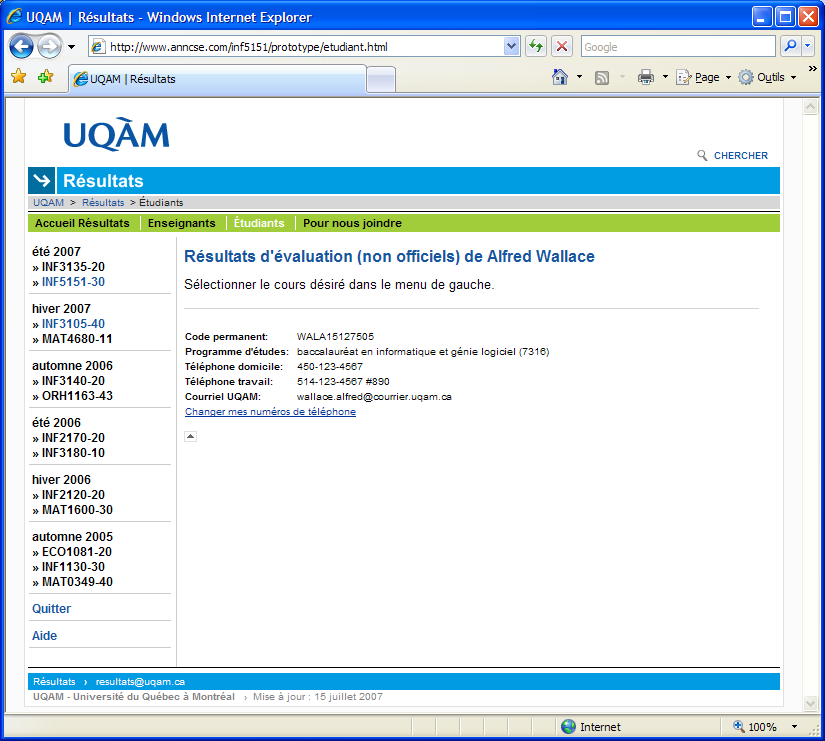 UQAM | Résultats - Windows Internet Explorer
http://www.anncse.com/inf5151/prototype/etudiant.html
Google
UQAM | Résultats
Page
Outils
UQÀM
CHERCHER
Résultats
UQAM > Résultats > Étudiants
Accueil Résultats
Enseignants
Étudiants
Pour nous joindre
été 2007
» INF3135-20
» INF5151-30
hiver 2007
» INF3105-40
» MAT4680-11
automne 2006
» INF3140-20
» ORH1163-43
été 2006
» INF2170-20
» INF3180-10
hiver 2006
» INF2120-20
» MAT1600-30
automne 2005
» ECO1081-20
» INF1130-30
» MAT0349-40
Quitter
Aide
Résultats d'évaluation (non officiels) de Alfred Wallace
Sélectionner le cours désiré dans le menu de gauche.
Code permanent: WALA15127505
Programme d'études: baccalauréat en informatique et génie logiciel (7316)
Téléphone domicile: 450-123-4567
Téléphone travail: 514-123-4567 #890
Courriel UQAM: wallace.alfred@courrier.uqam.ca
Changer mes numéros de téléphone
Résultats › resultats@uqam.ca
UQAM - Université du Québec à Montréal › Mise à jour : 15 juillet 2007
Internet
100%